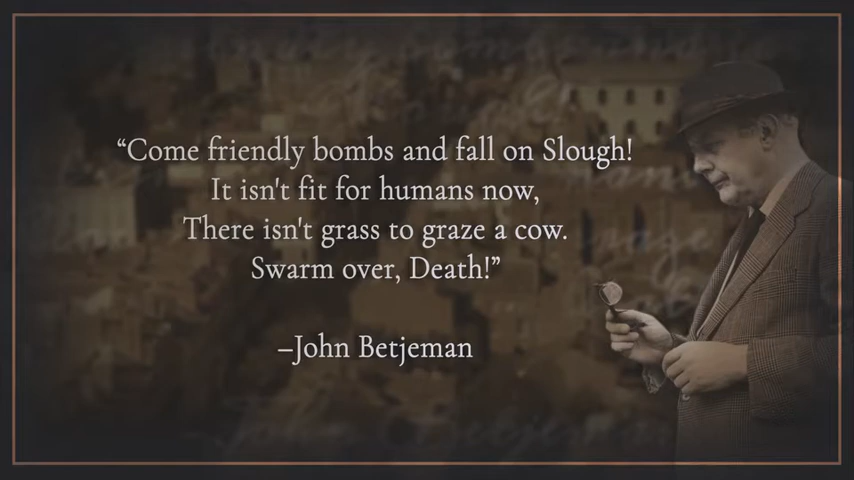 “Come friendly bombs and fall on Slough!
It isn't fit for humans now,
There isn't grass to graze a cow.
Swarm over, Death!”
–John Betjeman